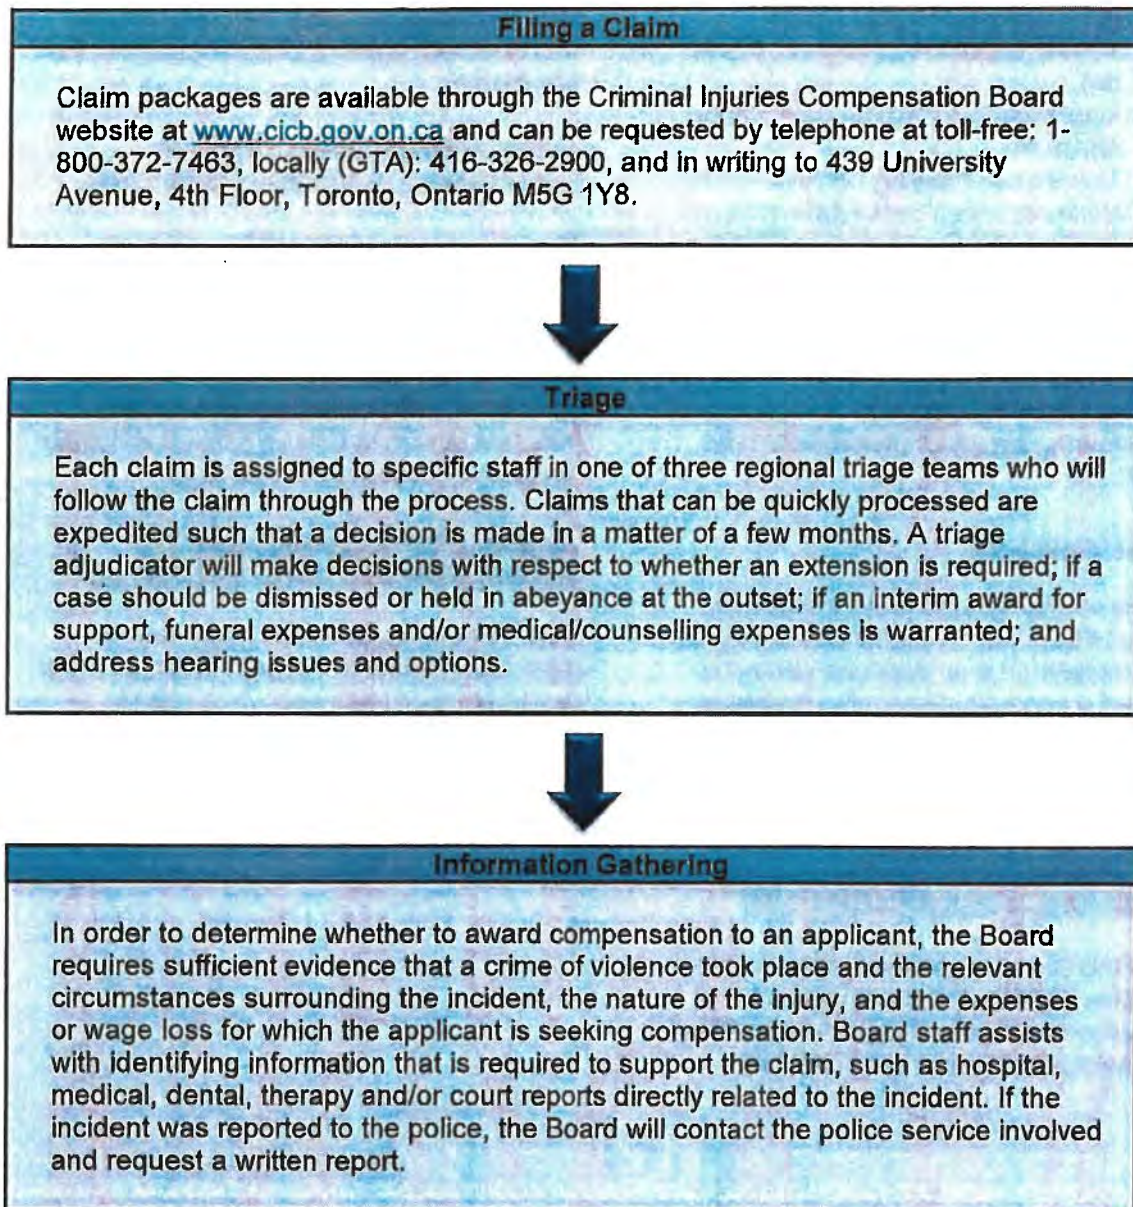 Filing a Claim
Claim packages are available through the Criminal Injuries Compensation Board
website at www.cicb.gov.on.ca and can be requested by telephone at toll-free: 1-
800-372-7463, locally (GTA): 416-326-2900, and in writing to 439 University
Avenue, 4th Floor, Toronto, Ontario M5G 1Y8.
Triage
Each claim is assigned to specific staff in one of three regional triage teams who will
follow the claim through the process. Claims that can be quickly processed are
expedited such that a decision is made in a matter of a few months. A triage
adjudicator will make decisions with respect to whether an extension is required; if a
case should be dismissed or held in abeyance at the outset; if an interim award for
support, funeral expenses and/or medical/counselling expenses is warranted; and
address hearing issues and options.
Information Gathering
In order to determine whether to award compensation to an applicant, the Board
requires sufficient evidence that a crime of violence took place and the relevant
circumstances surrounding the incident, the nature of the injury, and the expenses
or wage loss for which the applicant is seeking compensation. Board staff assists
with identifying information that is required to support the claim, such as hospital,
medical, dental, therapy and/or court reports directly related to the incident. If the
incident was reported to the police, the Board will contact the police service involved
and request a written report.